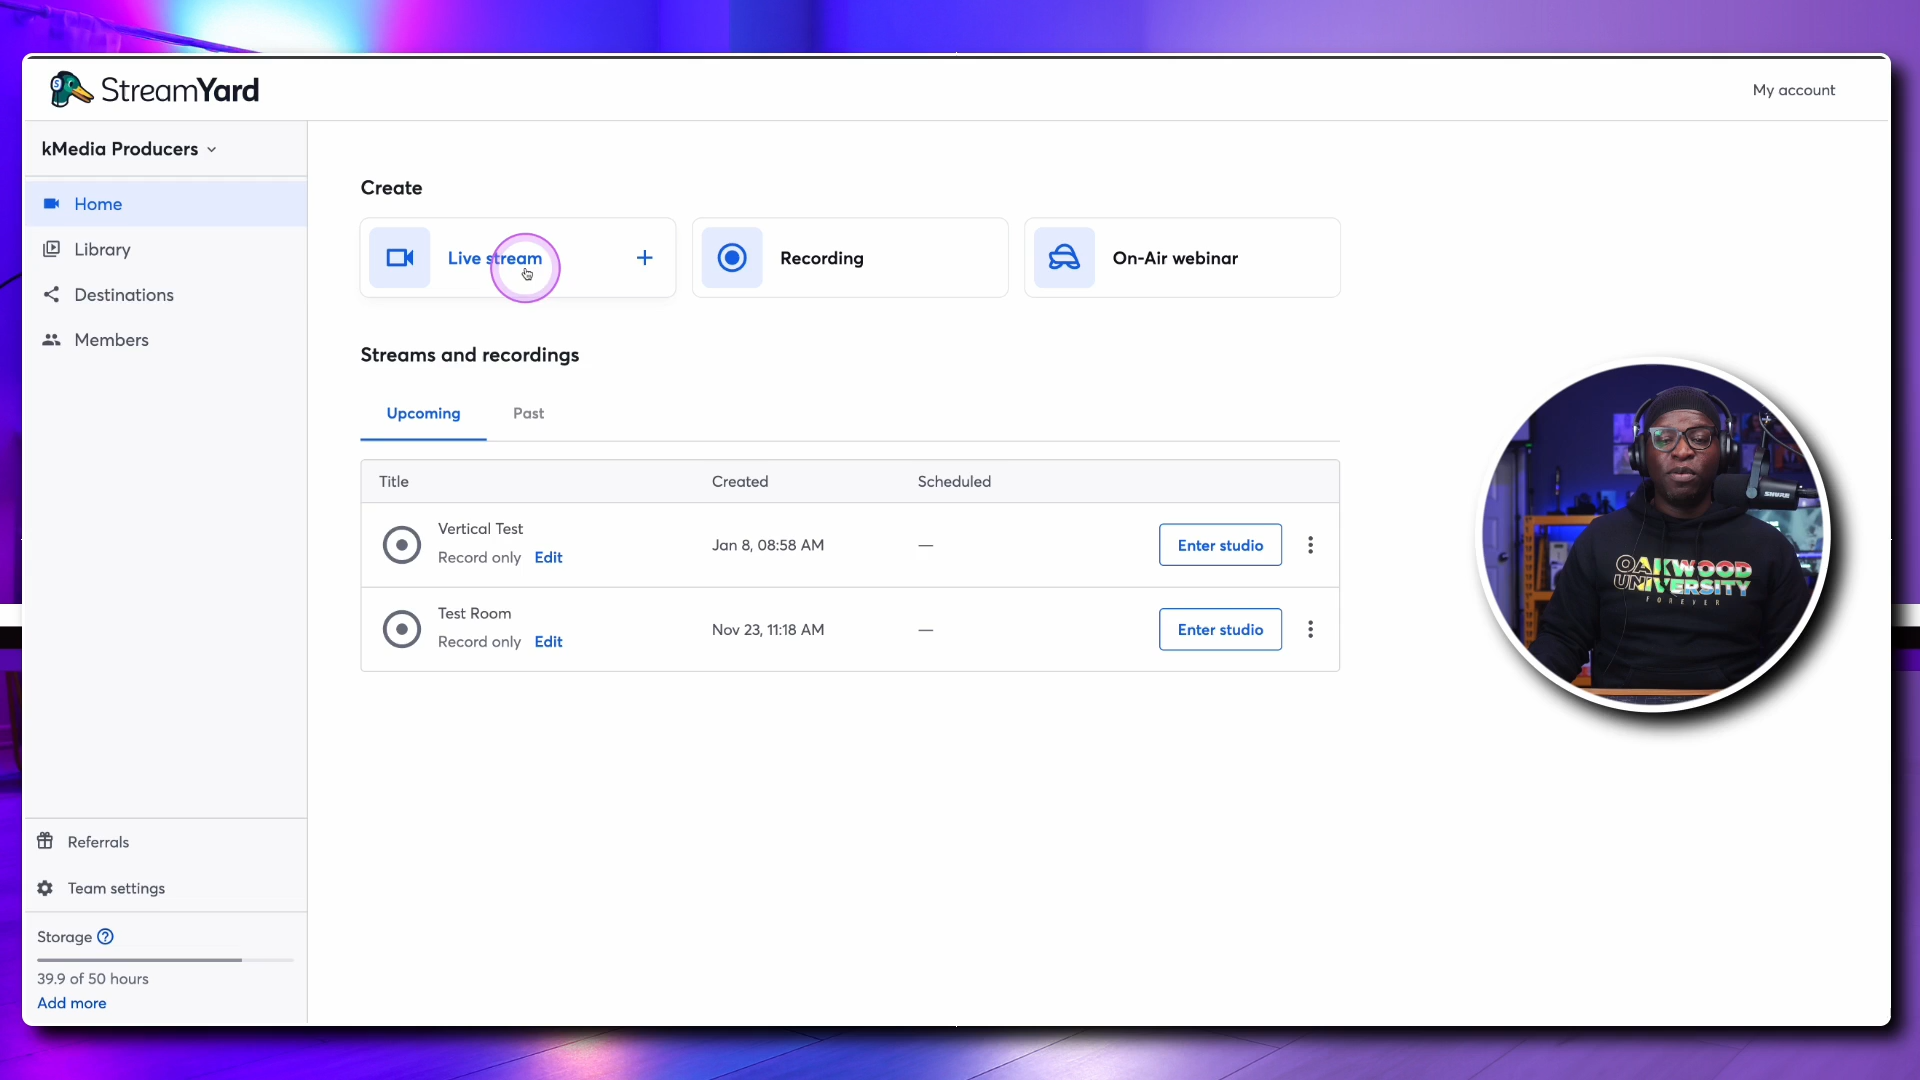 StreamYard
My account
kMedia Producers
Home
Library
Destinations
Members
Create
Live stream
Recording
On-Air webinar
Streams and recordings
Upcoming
Past
Title
Created
Scheduled
Vertical Test
Record only Edit
Jan 8, 08:58 AM
—
Enter studio
Test Room
Record only Edit
Nov 23, 11:18 AM
—
Enter studio
OAKWOOD
UNIVERSITY
FOREVER
SHURE
Referrals
Team settings
Storage
39.9 of 50 hours
Add more